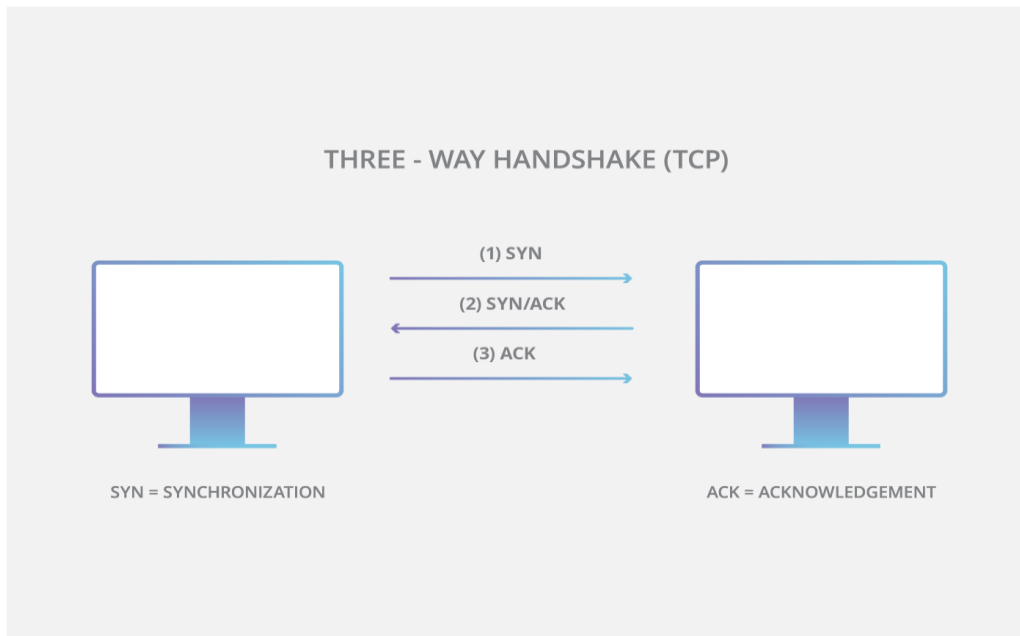 THREE - WAY HANDSHAKE (TCP)
(1) SYN
(2) SYN/ACK
(3) ACK
SYN = SYNCHRONIZATION
ACK = ACKNOWLEDGEMENT